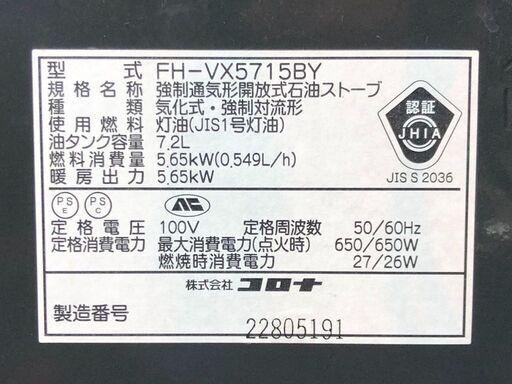 型式 FH-VX5715BY
規格名称 強制通気形開放式石油ストーブ
種類 気化式・強制対流形
使用燃料 灯油(JIS1号灯油)
油タンク容量 7.2L
燃料消費量 5.65kW(0.549L/h)
暖房出力 5.65kW
認証
JHIA
JIS S 2036
PS E PS C
定格電圧 100V 定格周波数 50/60Hz
定格消費電力 最大消費電力(点火時) 650/650W
燃焼時消費電力 27/26W
株式会社 コロナ
製造番号 22805191